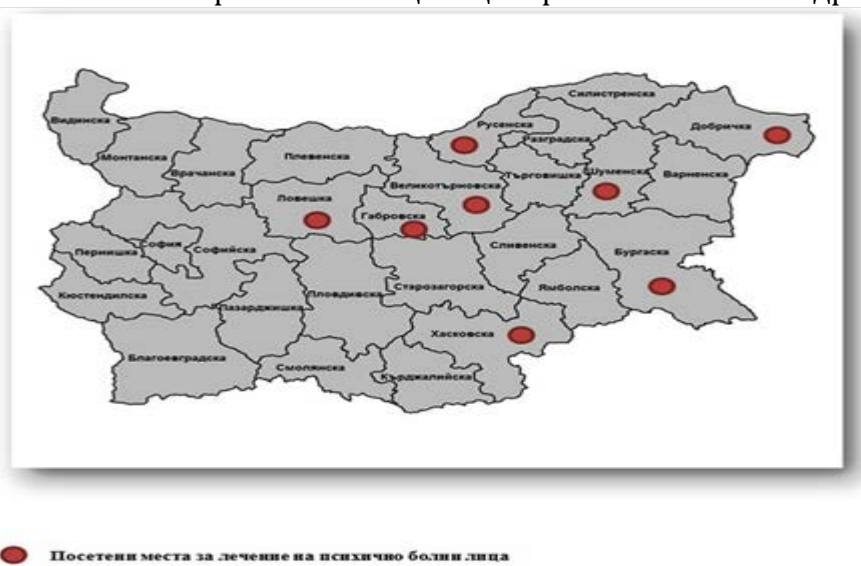 Силистренска
Видинска
Русенска
Добричка
Разградска
Монтанска
Плевенска
Врачанска
Търговишка
Шуменска
Варненска
Великотърновска
Ловешка
Габровска
София
Софийска
Сливенска
Пернишка
Бургаска
Старозагорска
Ямболска
Кюстендилска
Пловдивска
Пазарджишка
Хасковска
Благоевградска
Смолянска
Кърджалийска
Посетени места за лечение на психично болни лица